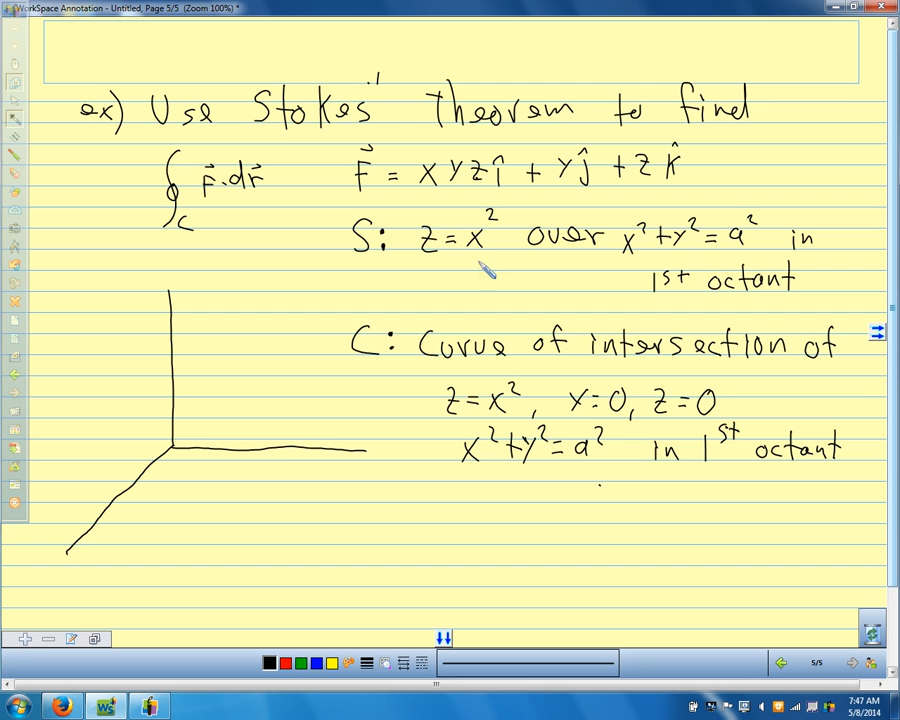 WorkSpace Annotation - Untitled, Page 5/5 (Zoom 100%) *
ex) Use Stokes' Theorem to find
∮_C F⃗·dr⃗ F⃗ = xyz î + y ĵ + z k̂
S: z = x² over x² + y² = a² in
1st octant
C: Curve of intersection of
z = x², y = 0, z = 0
x² + y² = a² in 1st octant
5/5
7:47 AM
5/8/2014